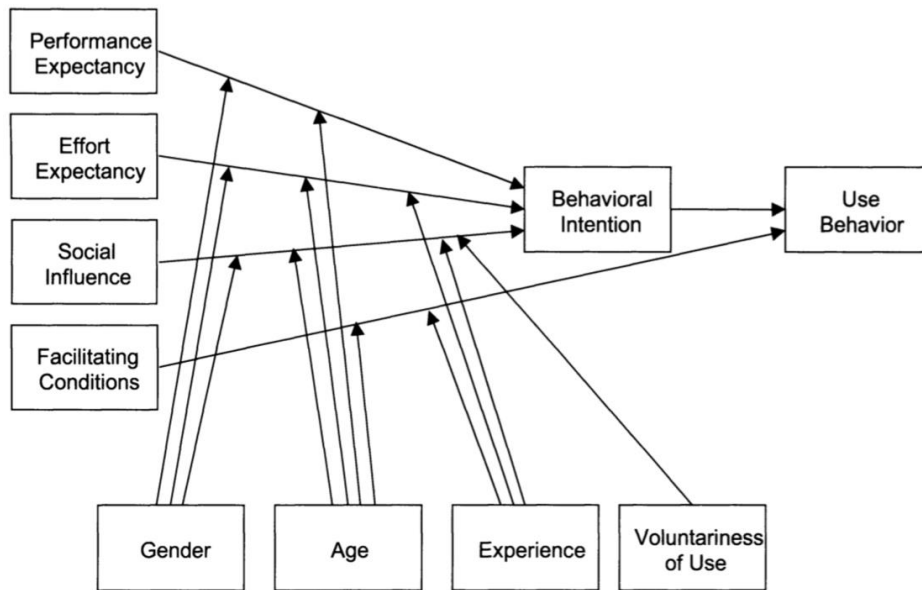 Performance
Expectancy
Effort
Expectancy
Social
Influence
Facilitating
Conditions
Behavioral
Intention
Use
Behavior
Gender
Age
Experience
Voluntariness
of Use